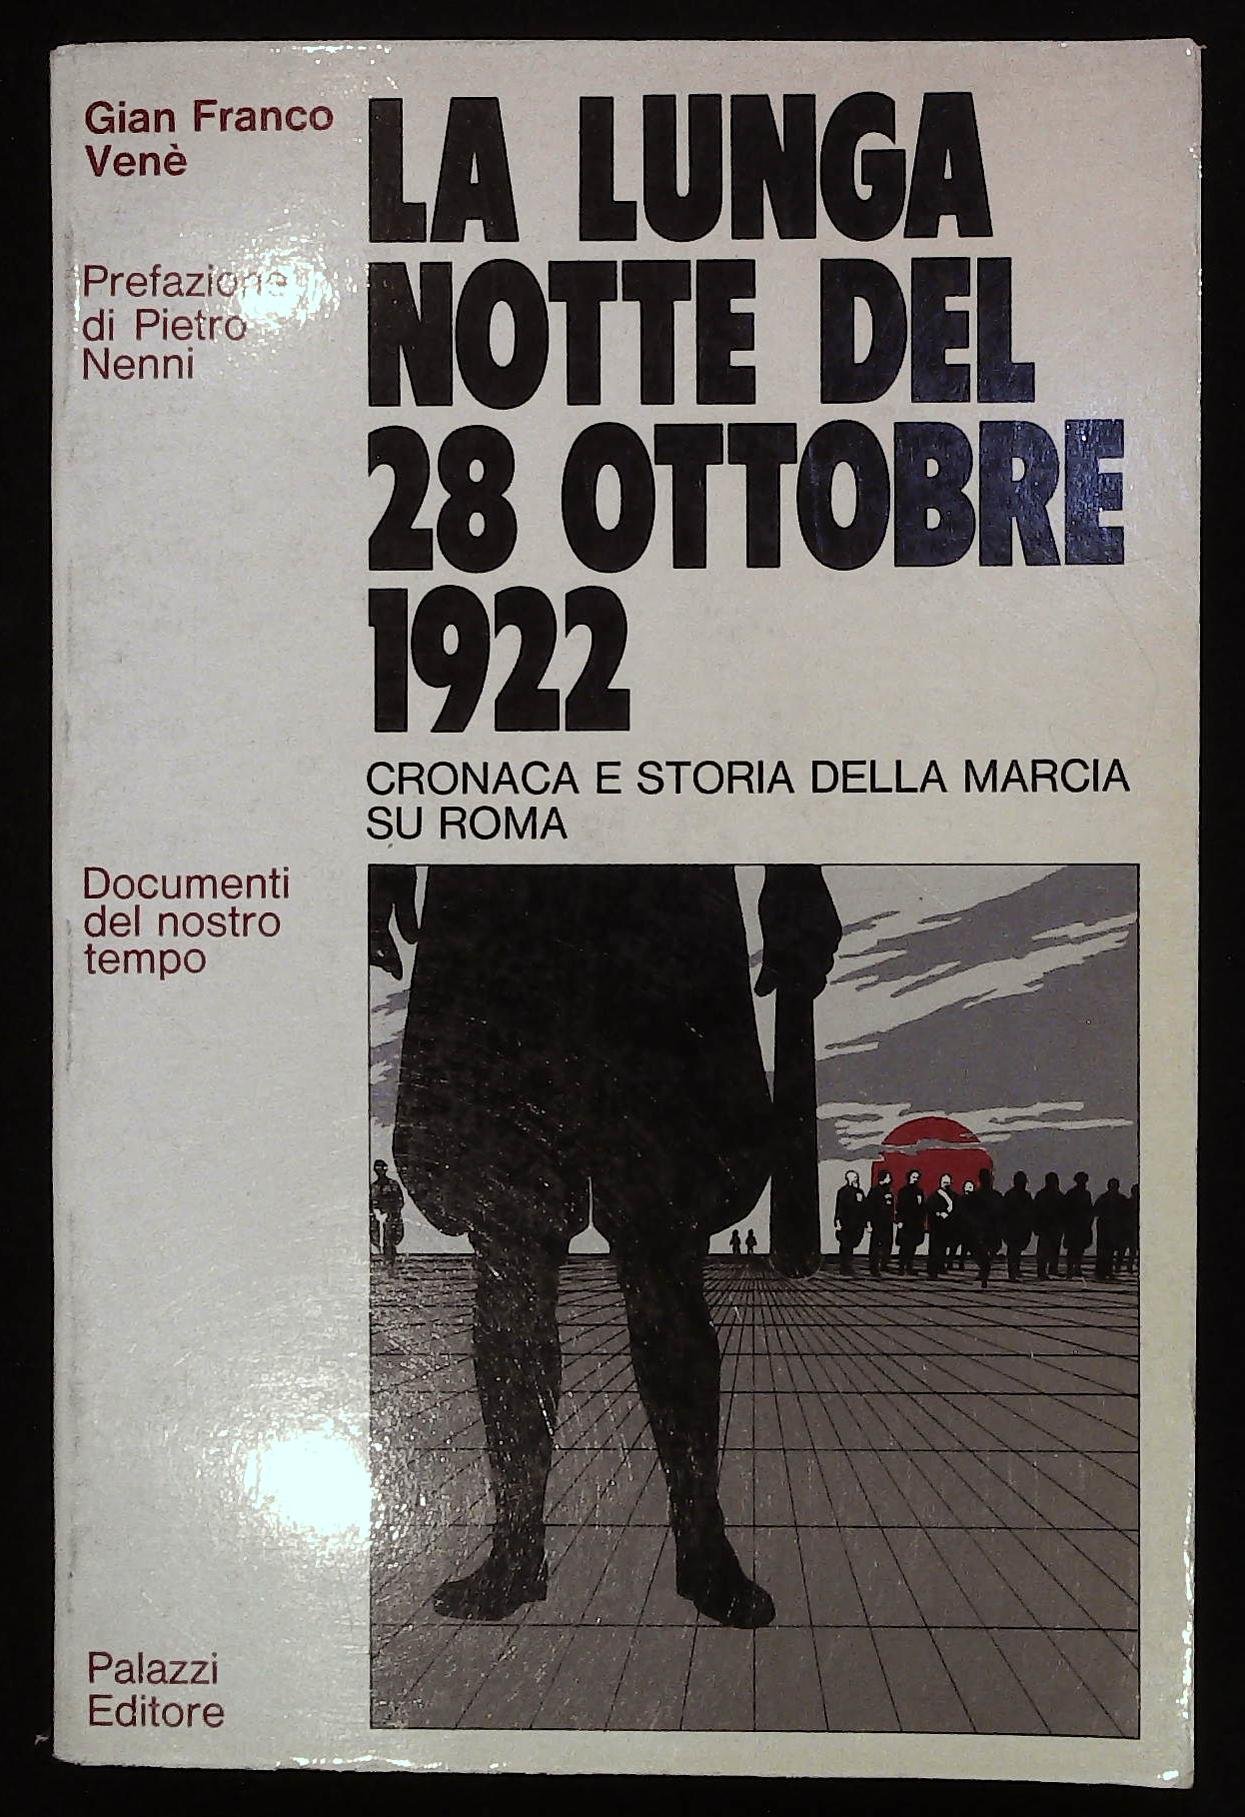 Gian Franco
Venè
Prefazione
di Pietro
Nenni
LA LUNGA
NOTTE DEL
28 OTTOBRE
1922
CRONACA E STORIA DELLA MARCIA
SU ROMA
Documenti
del nostro
tempo
Palazzi
Editore